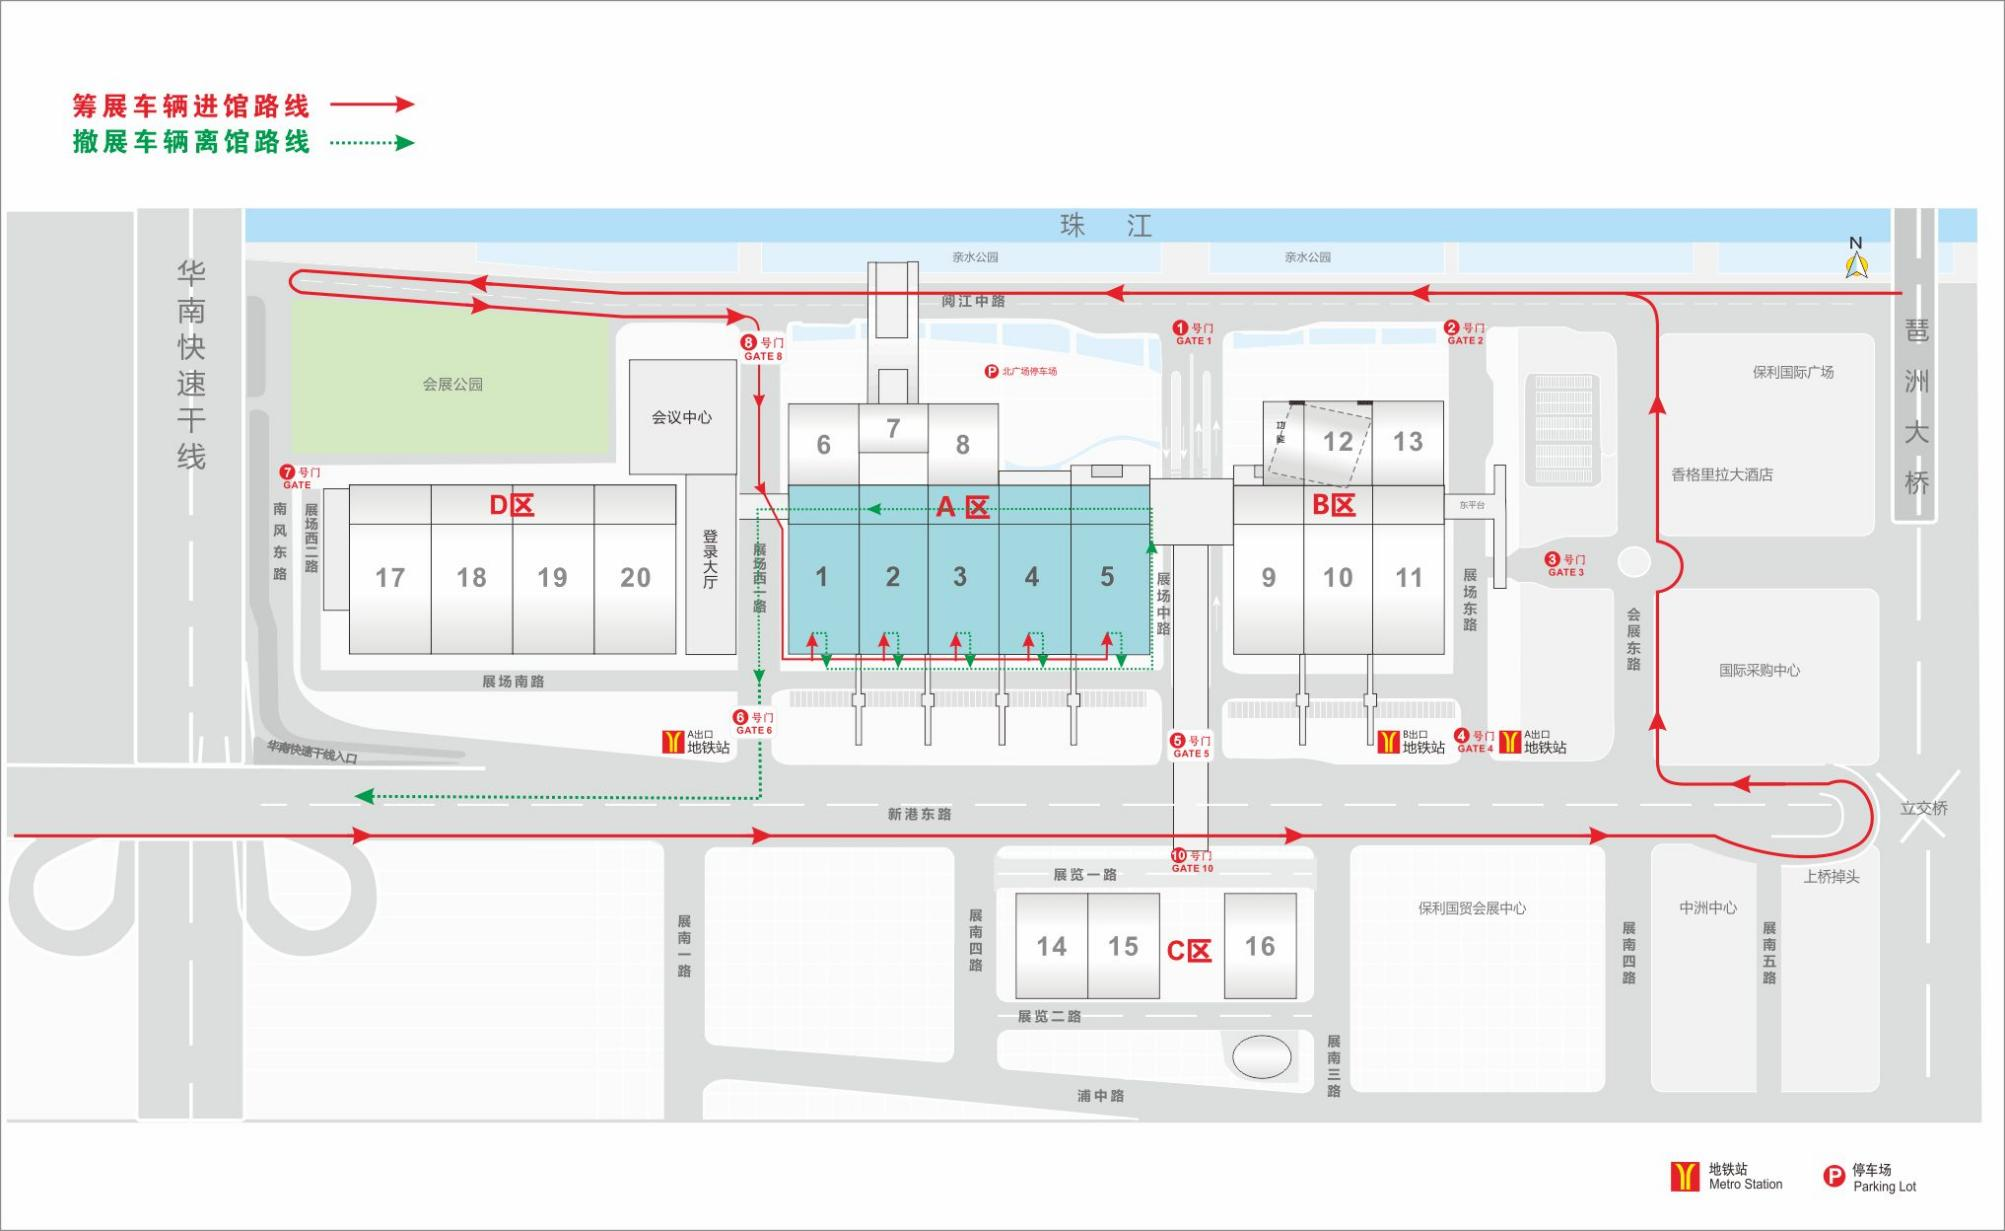 筹展车辆进馆路线
撤展车辆离馆路线
珠 江
亲水公园
亲水公园
N
华南快速干线
阅江中路
琶洲大桥
1号门
GATE 1
2号门
GATE 2
8号门
GATE 8
P 北广场停车场
保利国际广场
会展公园
会议中心
6
7
8
12
13
香格里拉大酒店
7号门
GATE
D区
A区
B区
东平台
南风东路
展场西二路
17
18
19
20
登录大厅
展场西一路
1
2
3
4
5
展场中路
9
10
11
展场东路
3号门
GATE 3
会展东路
国际采购中心
展场南路
6号门
GATE 6
A出口
地铁站
5号门
GATE 5
B出口
地铁站
4号门
GATE 4
A出口
地铁站
华南快速干线入口
新港东路
立交桥
10号门
GATE 10
展览一路
上桥掉头
展南一路
展南四路
14
15
C区
16
保利国贸会展中心
展南四路
中洲中心
展南五路
展览二路
展南三路
浦中路
地铁站
Metro Station
P
停车场
Parking Lot